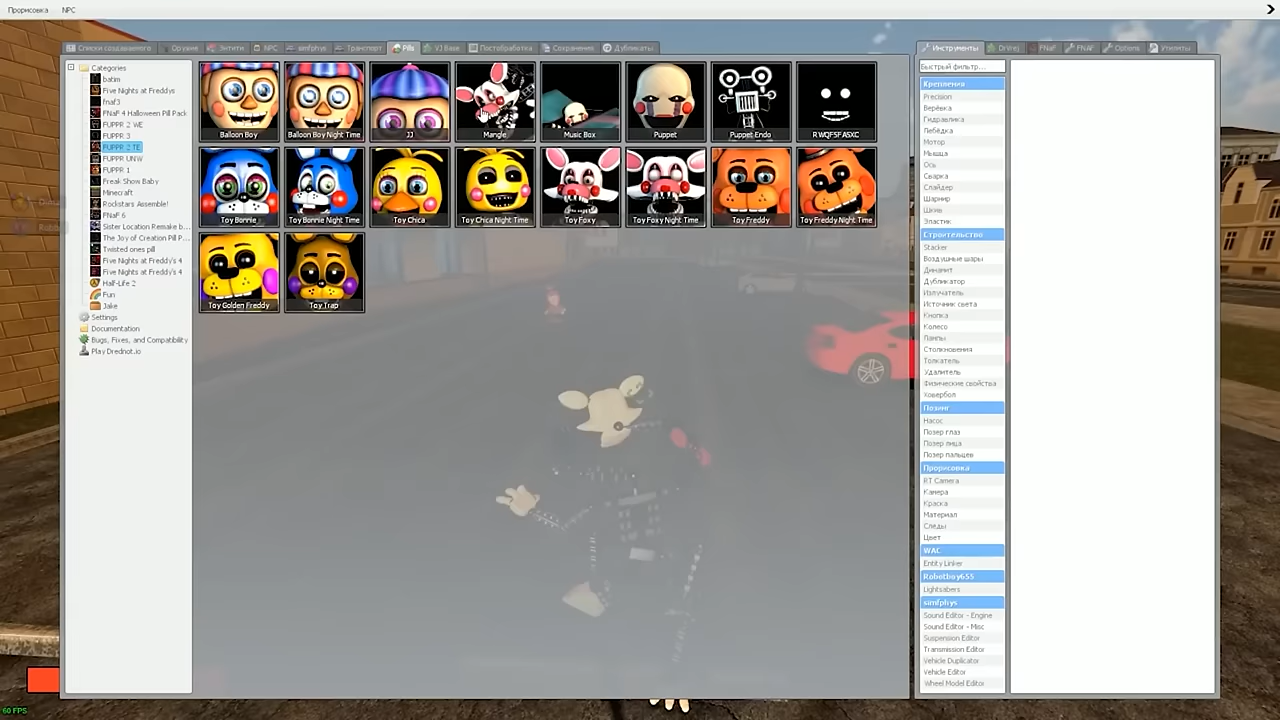 Прорисовка NPC
Списки создаваемого Оружие Энтити NPC simfphys Транспорт Pills VJ Base Постобработка Сохранения Дубликаты
Categories
batim
Five Nights at Freddys
fnaf3
FNaF 4 Halloween Pill Pack
FUPPR 2 WE
FUPPR 3
FUPPR 2 TE
FUPPR UNW
FUPPR 1
Freak Show Baby
Minecraft
Rockstars Assemble!
FNaF 6
Sister Location Remake b...
The Joy of Creation Pill P...
Twisted ones pill
Five Nights at Freddy's 4
Five Nights at Freddy's 4
Half-Life 2
Fun
Jake
Settings
Documentation
Bugs, Fixes, and Compatibility
Play Drednot.io
Balloon Boy
Balloon Boy Night Time
JJ
Mangle
Music Box
Puppet
Puppet Endo
RWQFSFASXC
Toy Bonnie
Toy Bonnie Night Time
Toy Chica
Toy Chica Night Time
Toy Foxy
Toy Foxy Night Time
Toy Freddy
Toy Freddy Night Time
Toy Golden Freddy
Toy Trap
Инструменты FNaF FNAF Options Утилиты
Быстрый фильтр...
Крепления
Precision
Верёвка
Гидравлика
Лебёдка
Мотор
Мышца
Ось
Сварка
Слайдер
Шарнир
Шкив
Эластик
Строительство
Stacker
Воздушные шары
Динамит
Дубликатор
Излучатель
Источник света
Кнопка
Колесо
Лампы
Столкновения
Толкатель
Удалитель
Физические свойства
Ховербол
Позинг
Насос
Позер глаз
Позер лица
Позер пальцев
Прорисовка
RT Camera
Камера
Краска
Материал
Следы
Цвет
WAC
Entity Linker
Robotboy655
Lightsabers
simfphys
Sound Editor - Engine
Sound Editor - Misc
Suspension Editor
Transmission Editor
Vehicle Duplicator
Vehicle Editor
Wheel Model Editor
60 FPS